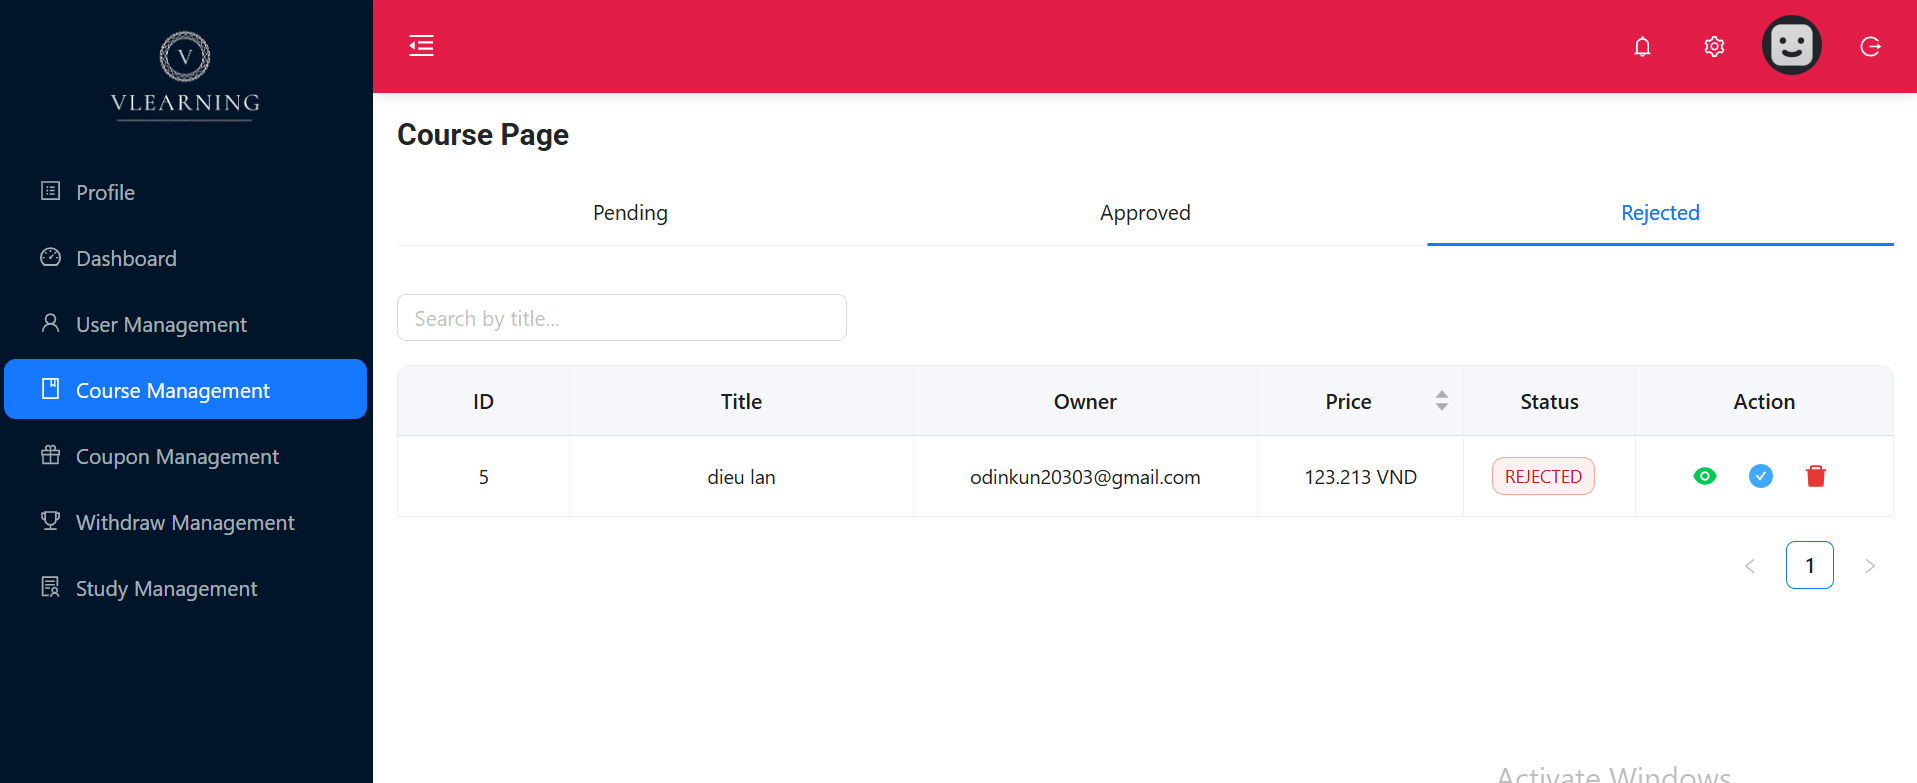 V
VLEARNING
Profile
Dashboard
User Management
Course Management
Coupon Management
Withdraw Management
Study Management
Course Page
Pending Approved Rejected
Search by title...
ID Title Owner Price Status Action
5 dieu lan odinkun20303@gmail.com 123.213 VND REJECTED
1
Activate Windows